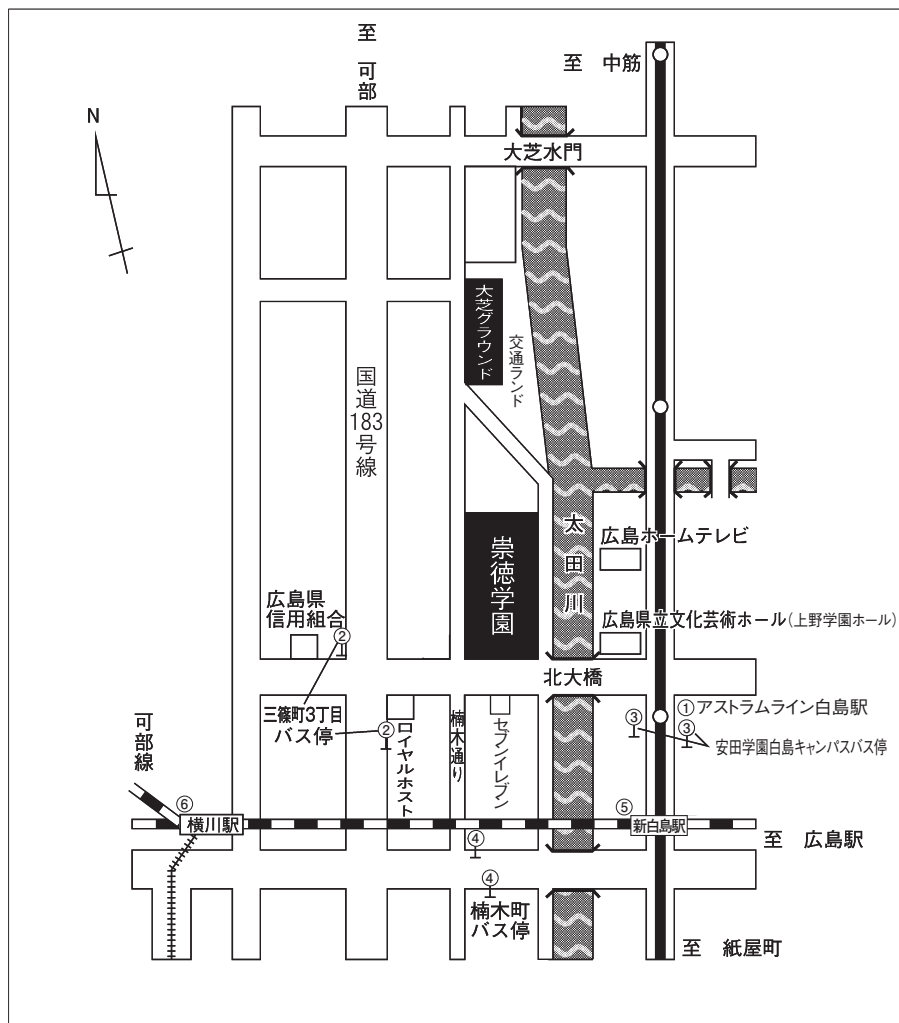 至 可部
至 中筋
N
大芝水門
大芝グラウンド
交通ランド
国道183号線
太田川
崇徳学園
広島ホームテレビ
広島県
信用組合
②
広島県立文化芸術ホール(上野学園ホール)
北大橋
三篠町3丁目
バス停
②
ロイヤルホスト
楠木通り
セブンイレブン
①アストラムライン白島駅
③
③
安田学園白島キャンパスバス停
可部線
⑥
横川駅
⑤
新白島駅
④
至 広島駅
④
楠木町
バス停
至 紙屋町